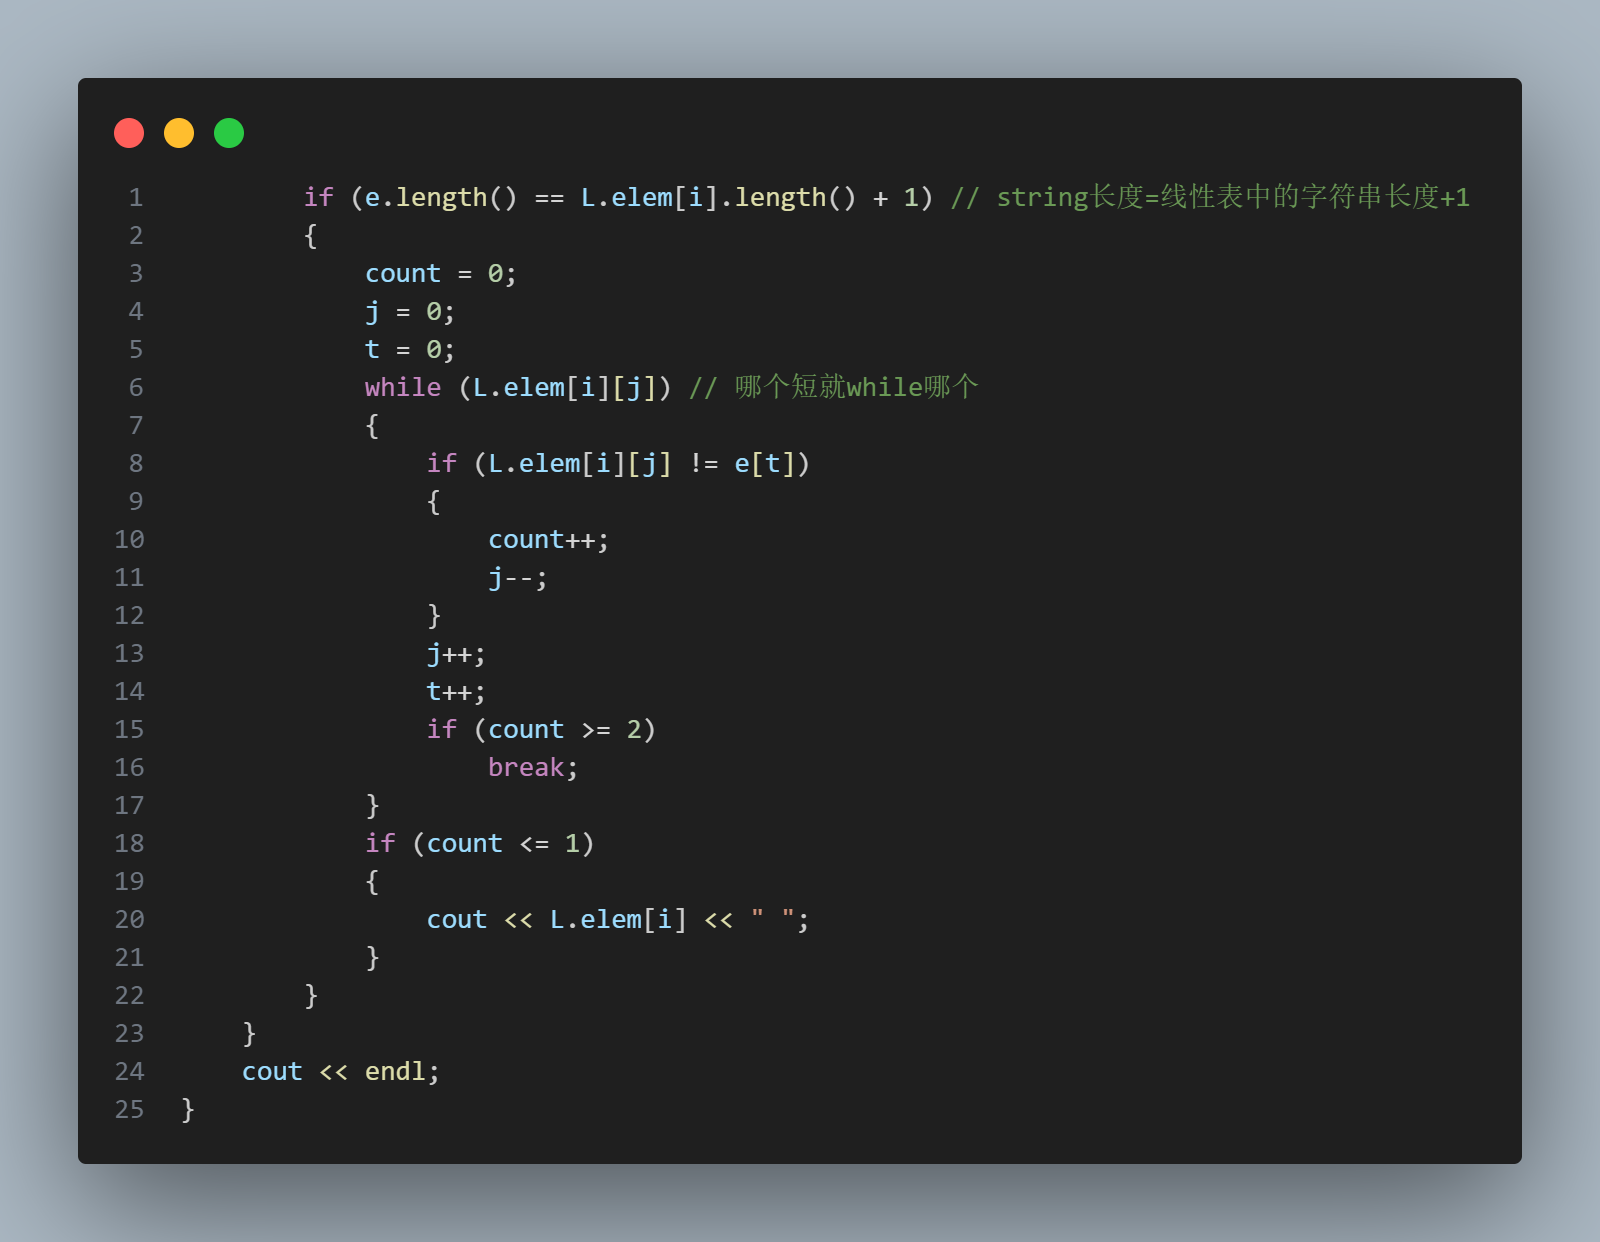 1 if (e.length() == L.elem[i].length() + 1) // string长度=线性表中的字符串长度+1
2 {
3 count = 0;
4 j = 0;
5 t = 0;
6 while (L.elem[i][j]) // 哪个短就while哪个
7 {
8 if (L.elem[i][j] != e[t])
9 {
10 count++;
11 j--;
12 }
13 j++;
14 t++;
15 if (count >= 2)
16 break;
17 }
18 if (count <= 1)
19 {
20 cout << L.elem[i] << " ";
21 }
22 }
23 }
24 cout << endl;
25 }